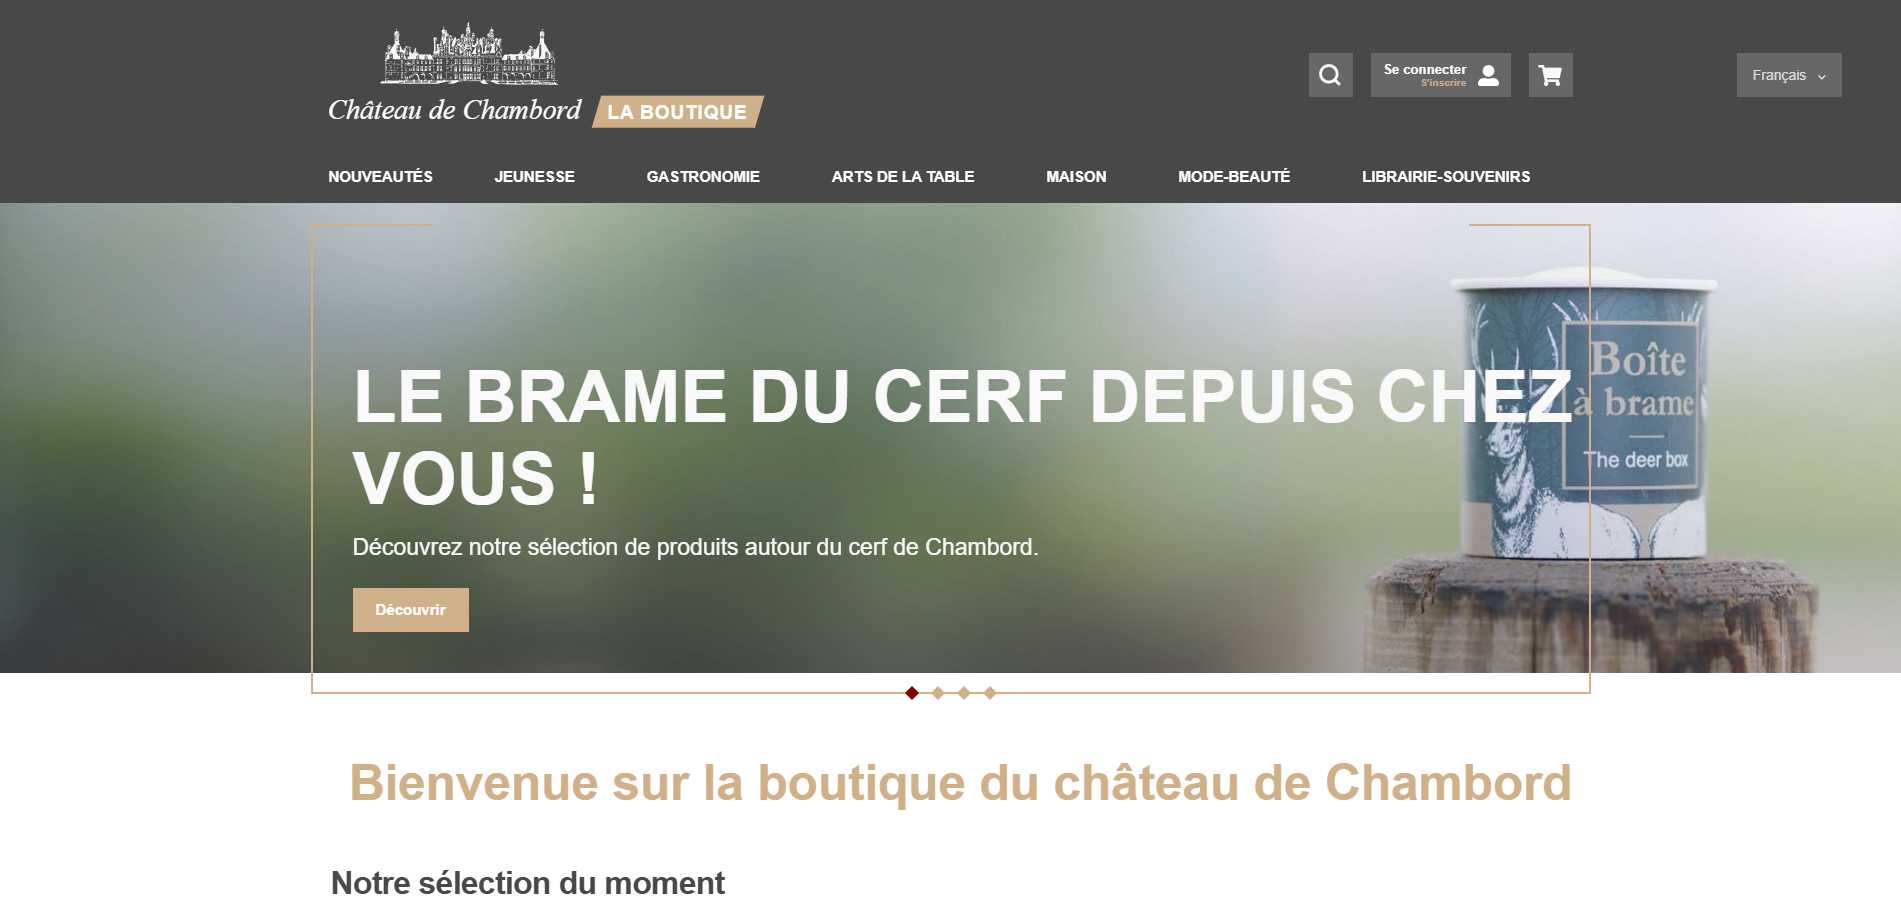 Château de Chambord LA BOUTIQUE
Se connecter
S'inscrire
Français
NOUVEAUTÉS JEUNESSE GASTRONOMIE ARTS DE LA TABLE MAISON MODE-BEAUTÉ LIBRAIRIE-SOUVENIRS
LE BRAME DU CERF DEPUIS CHEZ
VOUS !
Découvrez notre sélection de produits autour du cerf de Chambord.
Découvrir
Boîte
à brame
The deer box
Bienvenue sur la boutique du château de Chambord
Notre sélection du moment